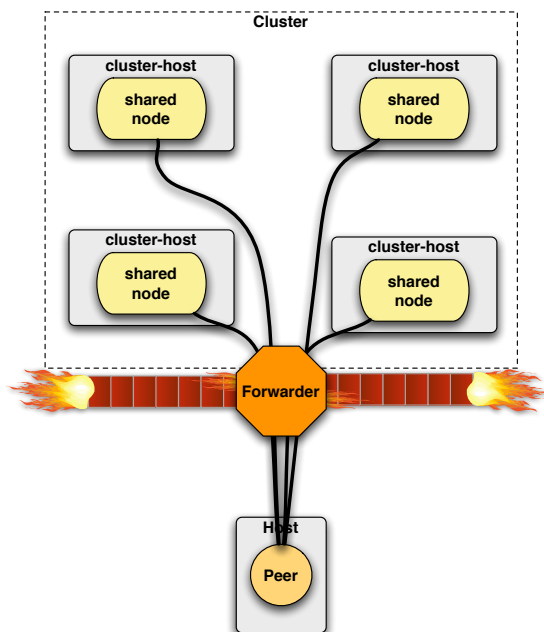 Cluster
cluster-host
shared
node
cluster-host
shared
node
cluster-host
shared
node
cluster-host
shared
node
Forwarder
Host
Peer